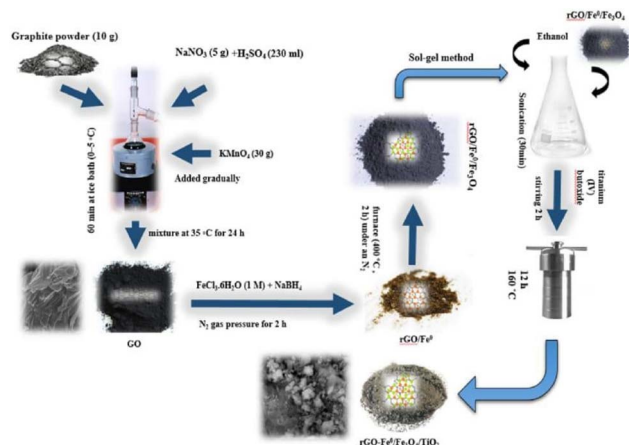 Graphite powder (10 g)
NaNO₃ (5 g) +H₂SO₄ (230 ml)
60 min at ice bath (0–5 ◦C)
KMnO₄ (30 g)
Added gradually
mixture at 35 ◦C for 24 h
GO
FeCl₃.6H₂O (1 M) + NaBH₄
N₂ gas pressure for 2 h
rGO/Fe⁰
furnace (400 °C ,
2 h) under an N₂
rGO/Fe⁰/Fe₃O₄
Sol-gel method
rGO/Fe⁰/Fe₃O₄
Ethanol
Sonication (30min)
titanium
(IV)
butoxide
stirring 2 h
12 h
160 °C
rGO-Fe⁰/Fe₃O₄/TiO₂